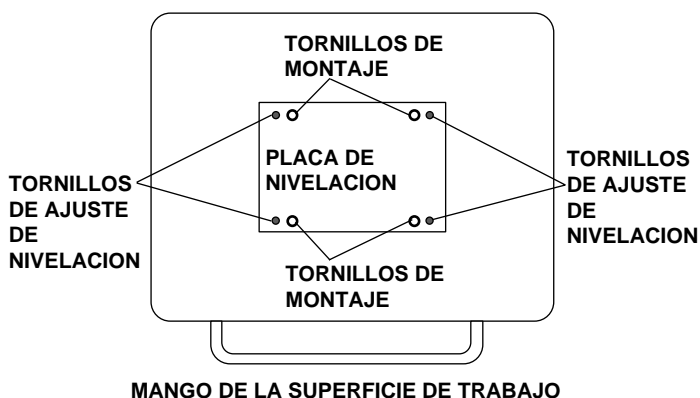 TORNILLOS DE
MONTAJE
PLACA DE
NIVELACION
TORNILLOS
DE AJUSTE
DE
NIVELACION
TORNILLOS
DE AJUSTE
DE
NIVELACION
TORNILLOS DE
MONTAJE
MANGO DE LA SUPERFICIE DE TRABAJO